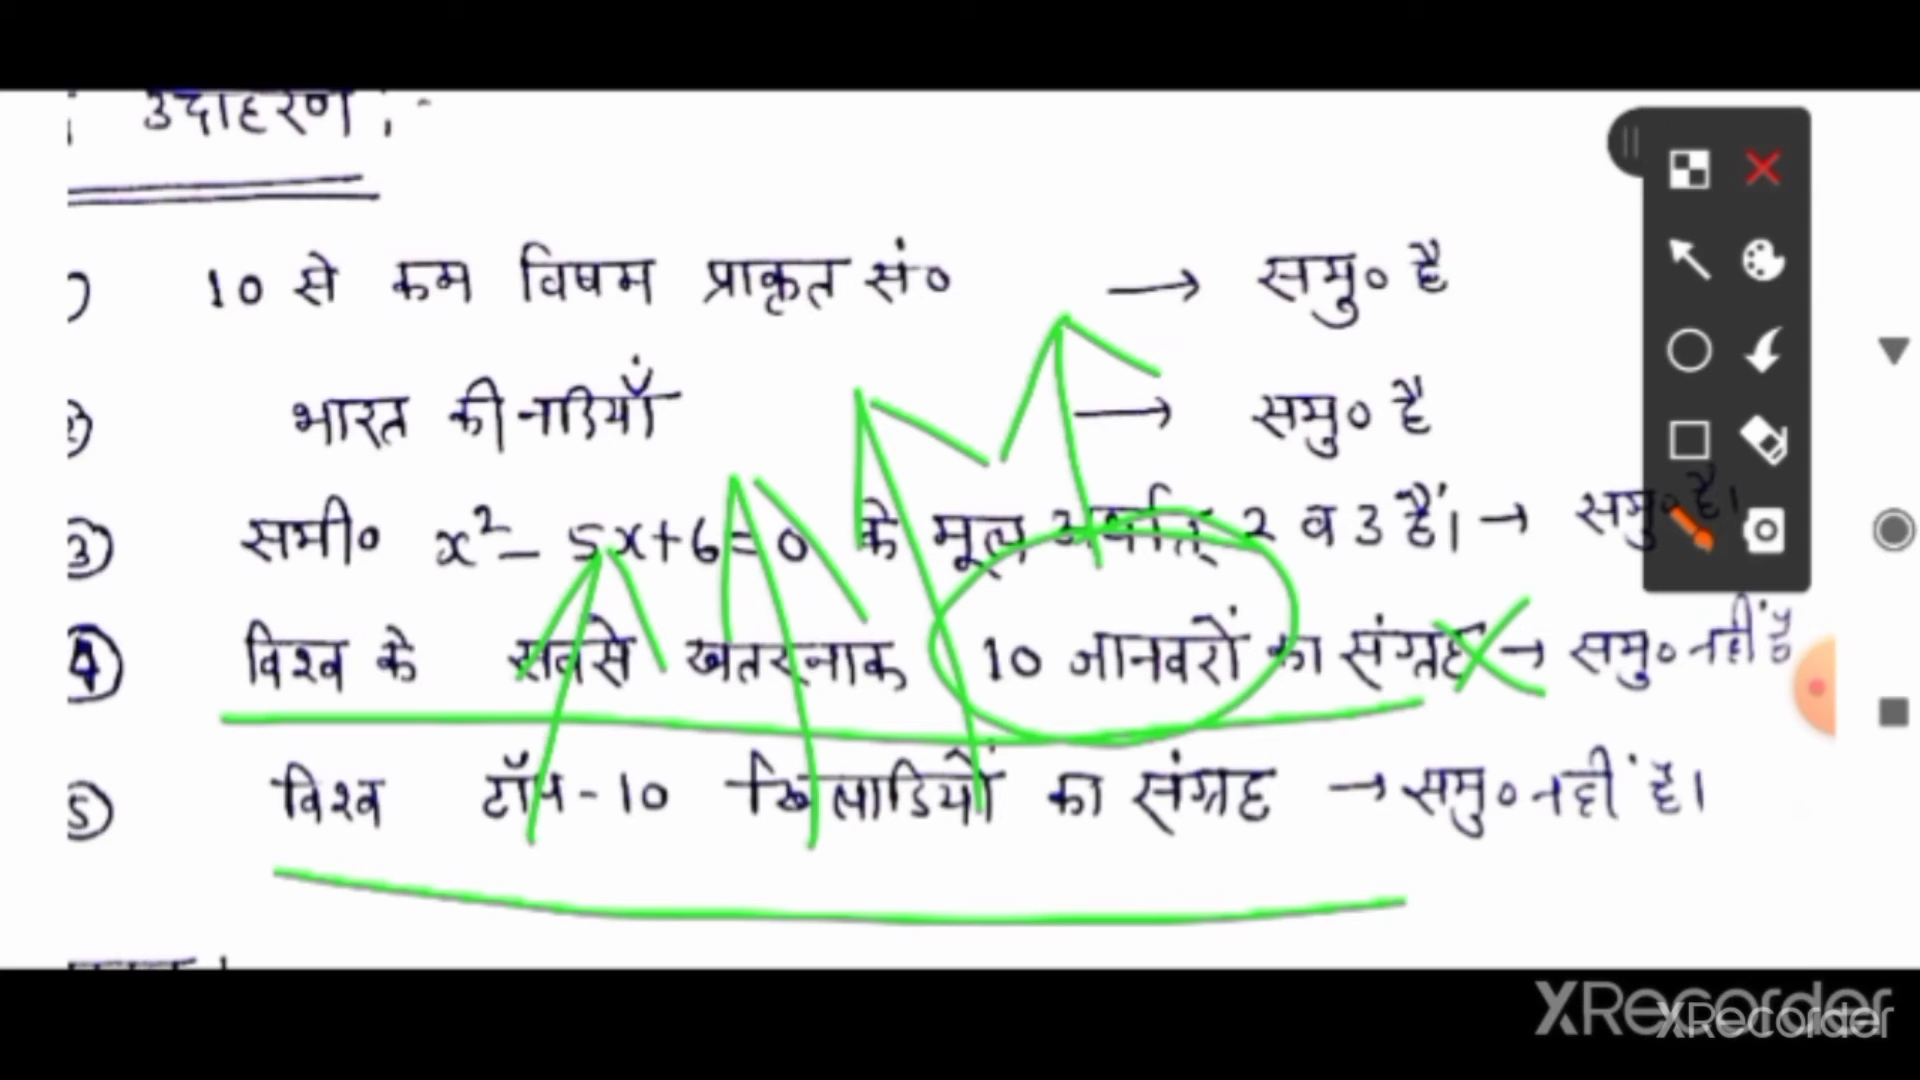 उदाहरण :-
1) 10 से कम विषम प्राकृत सं० → समु० है
2) भारत की नदियाँ → समु० है
③ समी० x²- 5x+6=0 के मूल अर्थात् 2 व 3 हैं। → समु० है।
④ विश्व के सबसे खतरनाक 10 जानवरों का संग्रह → समु० नहीं है
⑤ विश्व टॉप-10 खिलाडियों का संग्रह → समु० नहीं है।
XRecorder
XRecorder